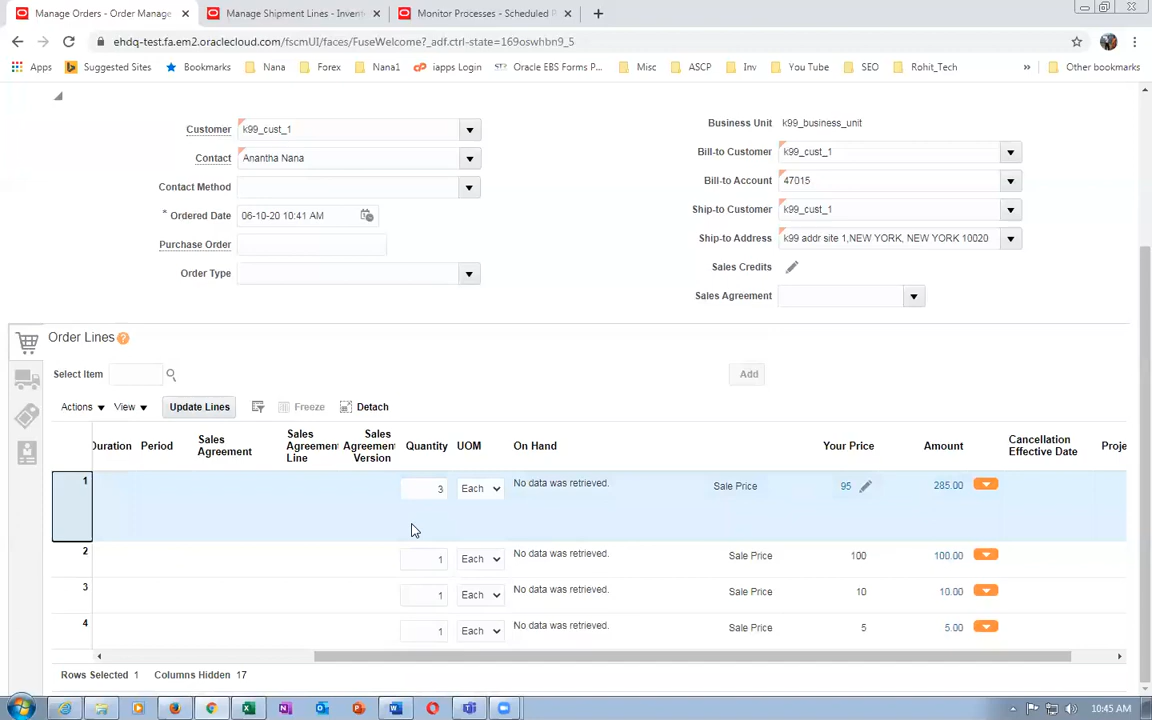 Manage Orders - Order Manage
Manage Shipment Lines - Invent
Monitor Processes - Scheduled P
ehdq-test.fa.em2.oraclecloud.com/fscmUI/faces/FuseWelcome?_adf.ctrl-state=169oswhbn9_5
Apps Suggested Sites Bookmarks Nana Forex Nana1 iapps Login Oracle EBS Forms P... Misc ASCP Inv You Tube SEO Rohit_Tech » Other bookmarks
Customer k99_cust_1
Contact Anantha Nana
Contact Method
* Ordered Date 06-10-20 10:41 AM
Purchase Order
Order Type
Business Unit k99_business_unit
Bill-to Customer k99_cust_1
Bill-to Account 47015
Ship-to Customer k99_cust_1
Ship-to Address k99 addr site 1,NEW YORK, NEW YORK 10020
Sales Credits
Sales Agreement
Order Lines ?
Select Item Add
Actions View Update Lines Freeze Detach
Duration Period Sales Agreement Sales Agreement Line Sales Agreement Version Quantity UOM On Hand Your Price Amount Cancellation Effective Date Proje
1 3 Each No data was retrieved. Sale Price 95 285.00
2 1 Each No data was retrieved. Sale Price 100 100.00
3 1 Each No data was retrieved. Sale Price 10 10.00
4 1 Each No data was retrieved. Sale Price 5 5.00
Rows Selected 1 Columns Hidden 17
10:45 AM